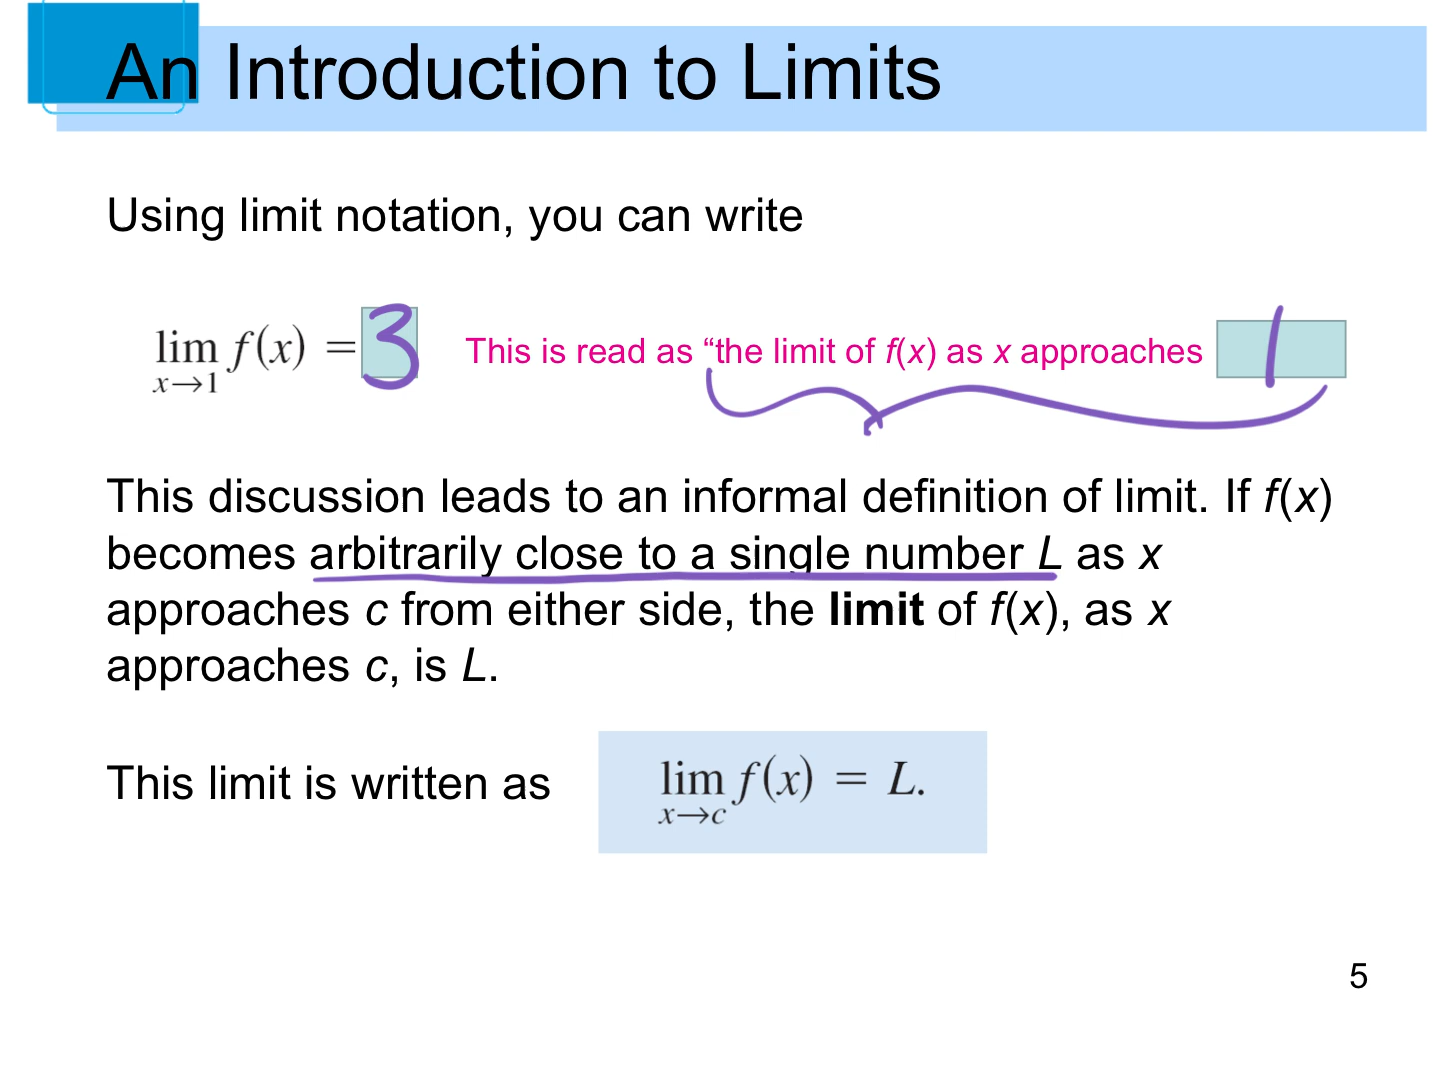 An Introduction to Limits
Using limit notation, you can write
lim f(x) = 3
x→1
This is read as “the limit of f(x) as x approaches 1
This discussion leads to an informal definition of limit. If f(x)
becomes arbitrarily close to a single number L as x
approaches c from either side, the limit of f(x), as x
approaches c, is L.
This limit is written as
lim f(x) = L.
x→c
5